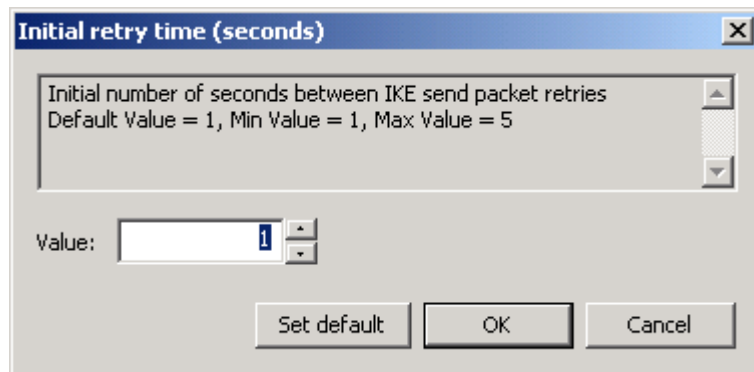 Initial retry time (seconds)
Initial number of seconds between IKE send packet retries
Default Value = 1, Min Value = 1, Max Value = 5
Value: 1
Set default OK Cancel